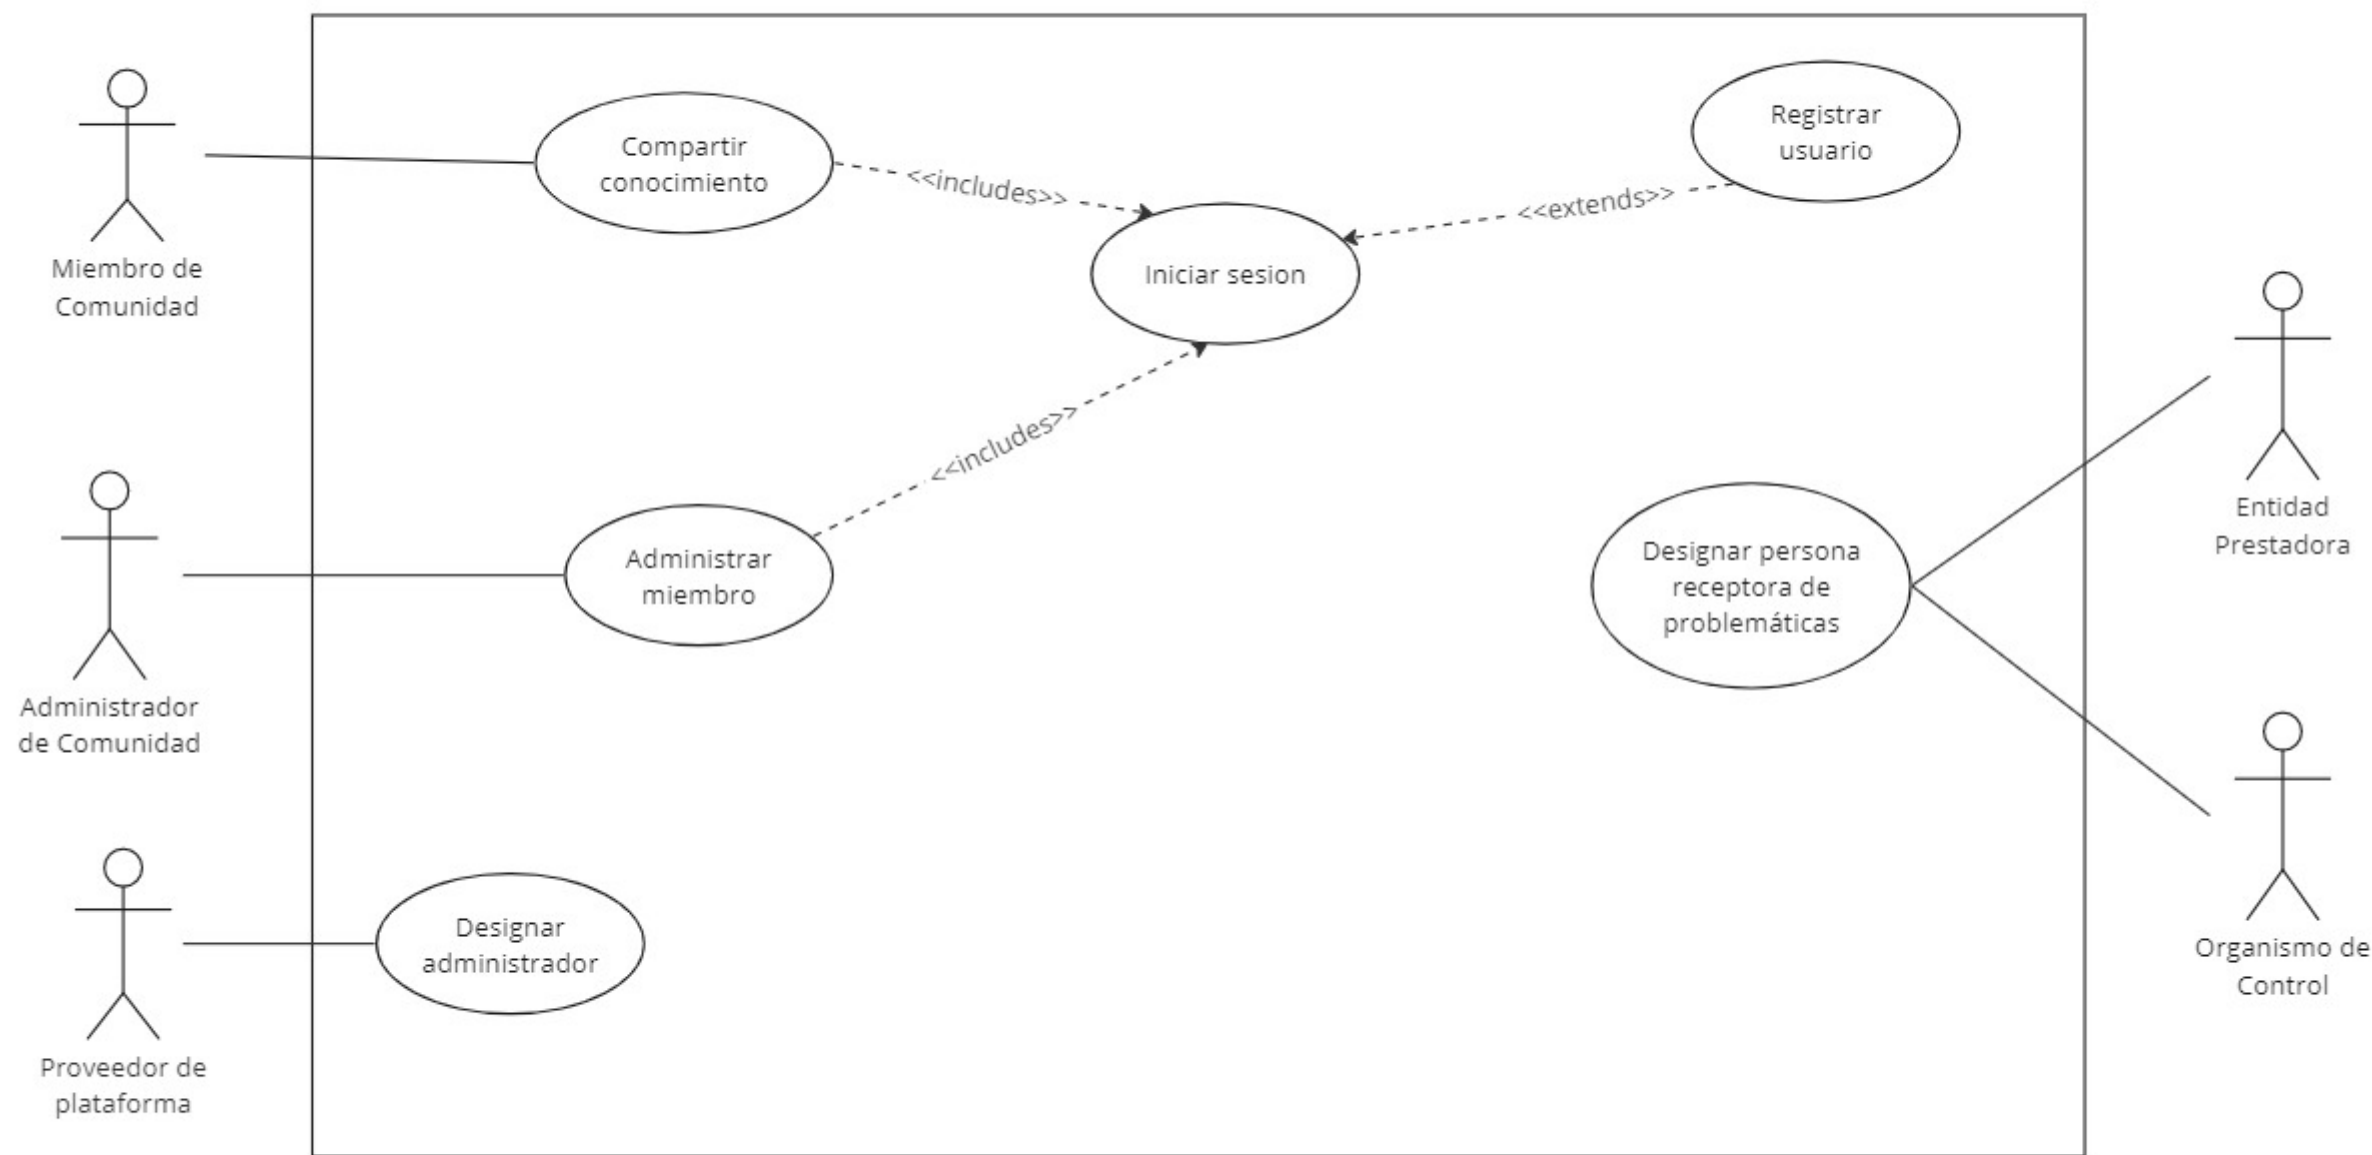 Compartir
conocimiento
<<includes>>
Registrar
usuario
<<extends>>
Iniciar sesion
Miembro de
Comunidad
<<includes>>
Entidad
Prestadora
Administrar
miembro
Designar persona
receptora de
problemáticas
Administrador
de Comunidad
Designar
administrador
Organismo de
Control
Proveedor de
plataforma